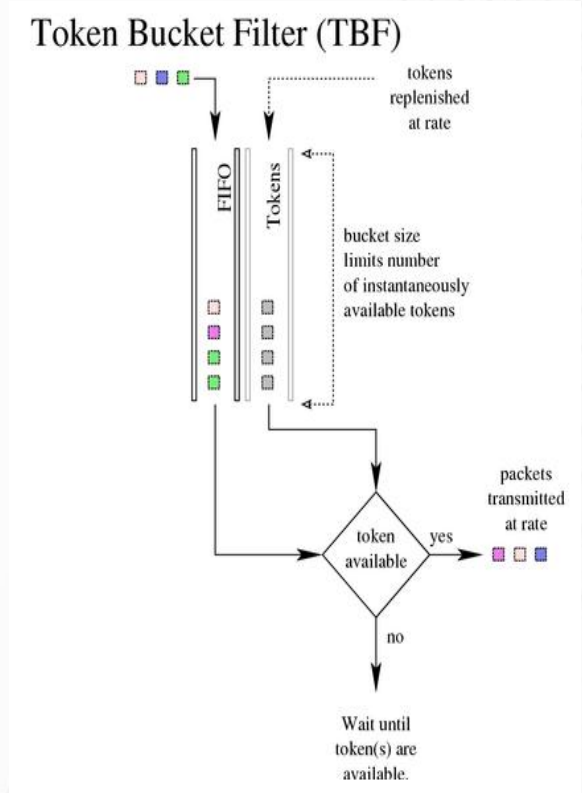 Token Bucket Filter (TBF)
tokens
replenished
at rate
FIFO
Tokens
bucket size
limits number
of instantaneously
available tokens
packets
transmitted
at rate
token
available
yes
no
Wait until
token(s) are
available.